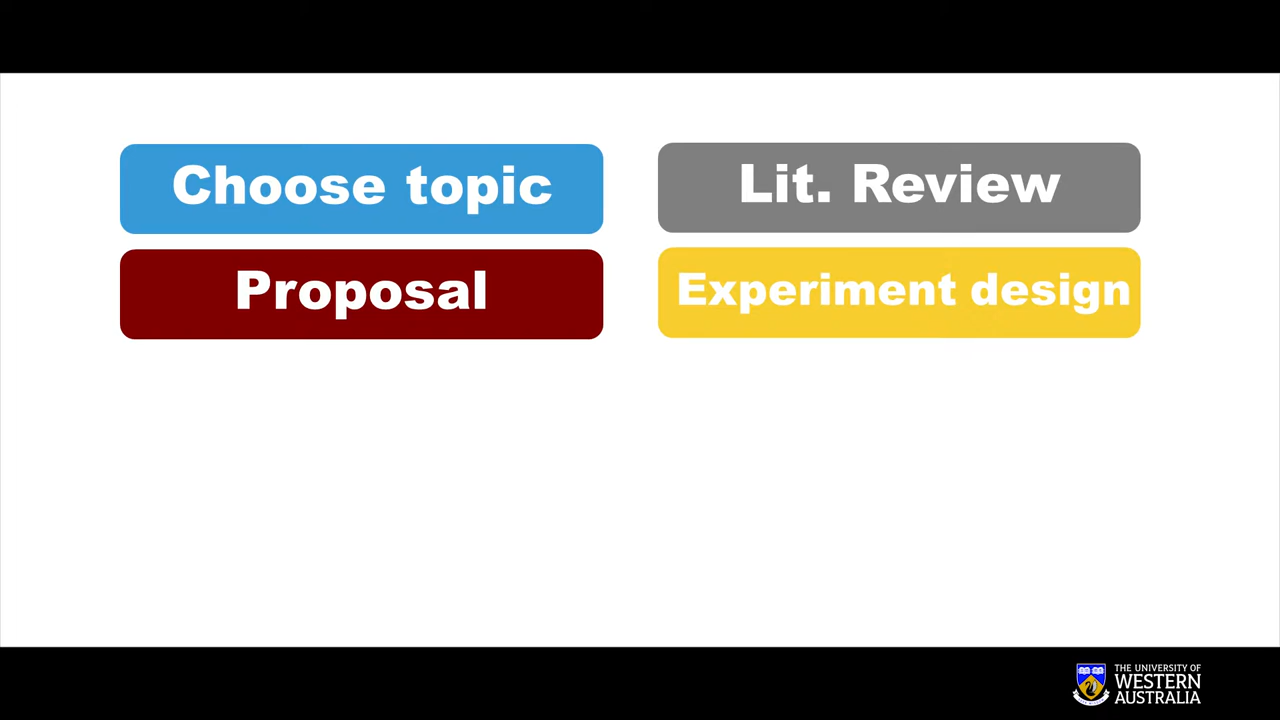 Choose topic
Lit. Review
Proposal
Experiment design
THE UNIVERSITY OF
WESTERN
AUSTRALIA